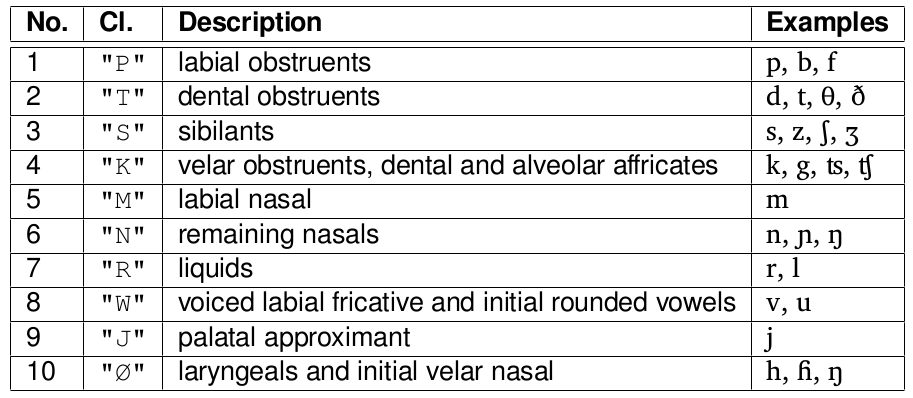 No. Cl. Description Examples
1 "P" labial obstruents p, b, f
2 "T" dental obstruents d, t, θ, ð
3 "S" sibilants s, z, ʃ, ʒ
4 "K" velar obstruents, dental and alveolar affricates k, g, ʦ, ʧ
5 "M" labial nasal m
6 "N" remaining nasals n, ɲ, ŋ
7 "R" liquids r, l
8 "W" voiced labial fricative and initial rounded vowels v, u
9 "J" palatal approximant j
10 "Ø" laryngeals and initial velar nasal h, ɦ, ŋ